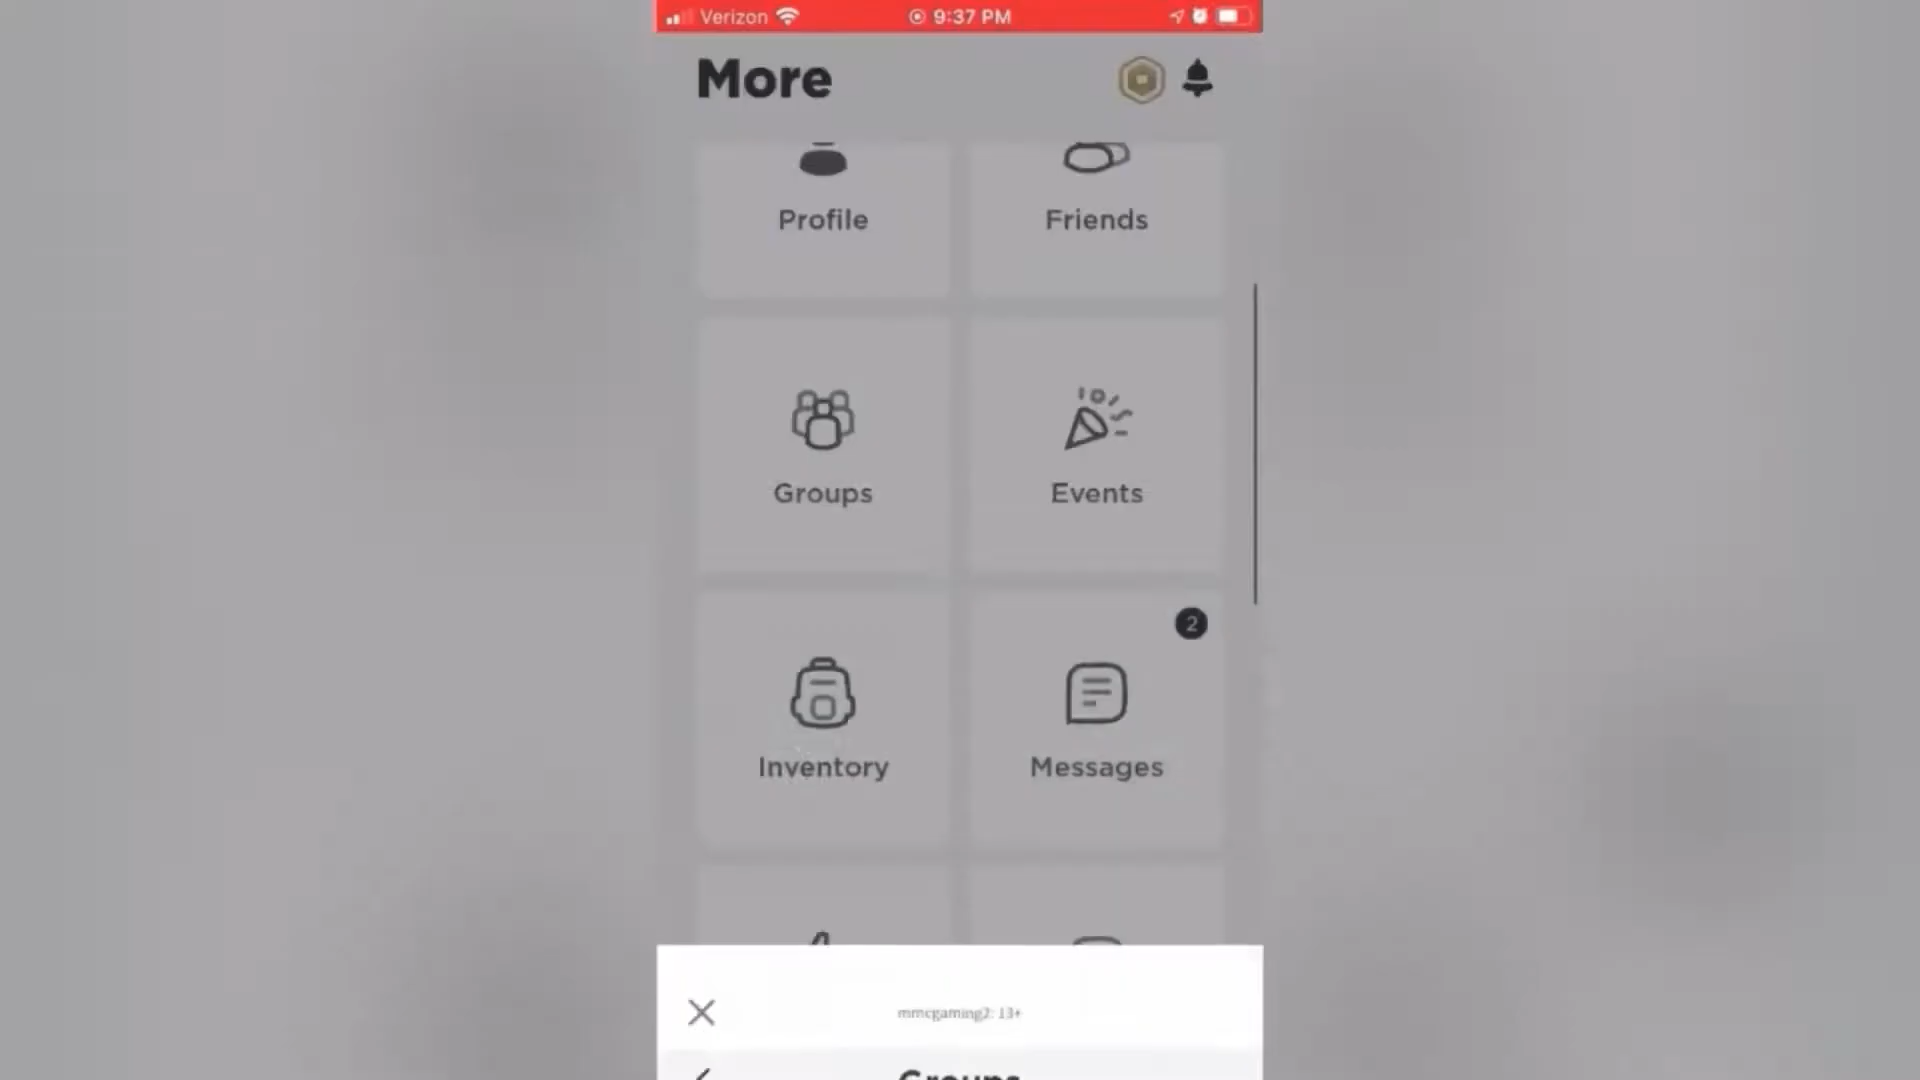 Verizon 9:37 PM
More
Profile Friends
Groups Events
2
Inventory Messages
mmcgaming2: 13+
Groups